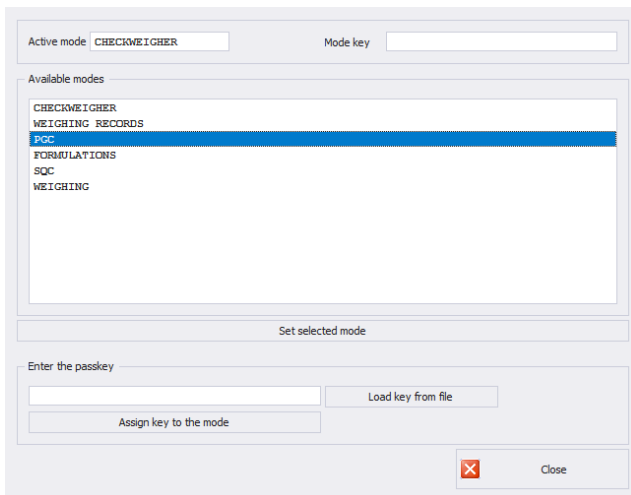 Active mode CHECKWEIGHER Mode key
Available modes
CHECKWEIGHER
WEIGHING RECORDS
PGC
FORMULATIONS
SQC
WEIGHING
Set selected mode
Enter the passkey
Load key from file
Assign key to the mode
Close